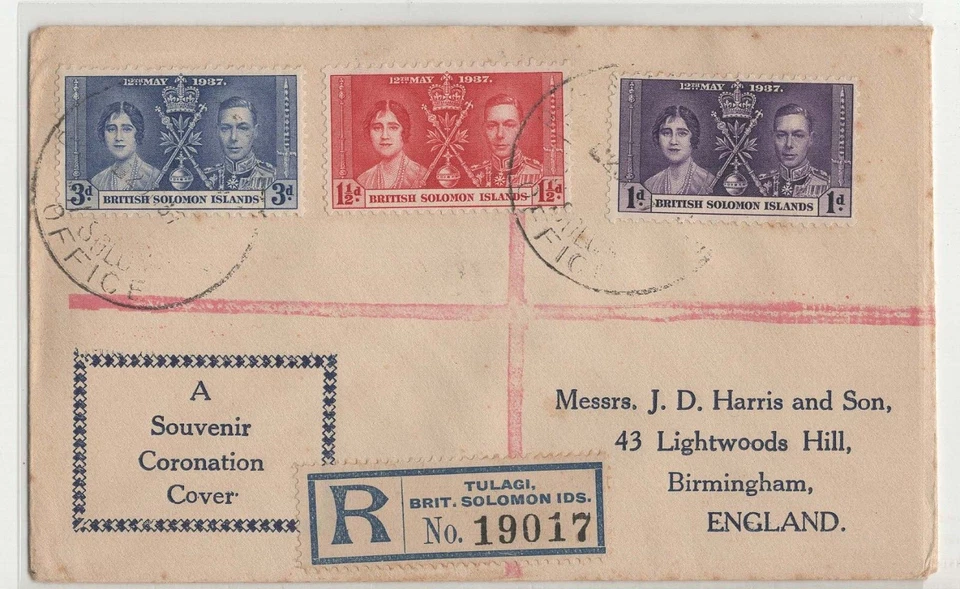 12TH MAY 1937.
3d 3d
BRITISH SOLOMON ISLANDS
12TH MAY 1937.
1½d 1½d
BRITISH SOLOMON ISLANDS
12TH MAY 1937.
1d 1d
BRITISH SOLOMON ISLANDS
OFFICE
A
Souvenir
Coronation
Cover
R
TULAGI,
BRIT. SOLOMON IDS.
No. 19017
Messrs. J. D. Harris and Son,
43 Lightwoods Hill,
Birmingham,
ENGLAND.